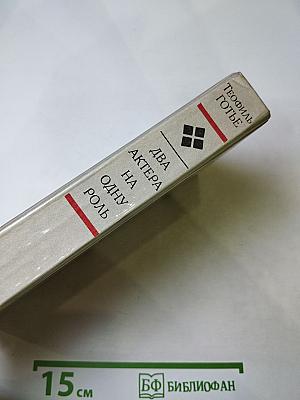 ТЕОФИЛЬ
ГОТЬЕ
ДВА
АКТЕРА
НА
ОДНУ
РОЛЬ
15 см
БФ БИБЛИОФАН